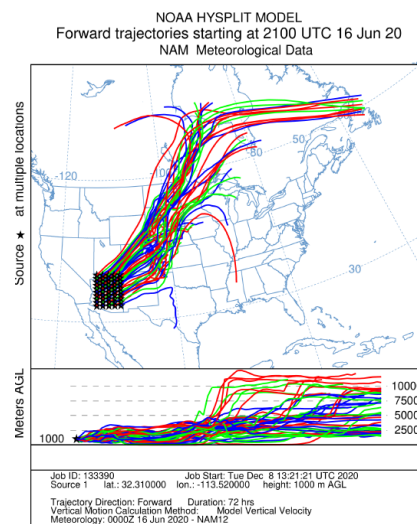 NOAA HYSPLIT MODEL
Forward trajectories starting at 2100 UTC 16 Jun 20
NAM Meteorological Data
Source ★ at multiple locations
-120
100
-80
50
60
30
Meters AGL
1000
1000
7500
5000
2500
Job ID: 133390 Job Start: Tue Dec 8 13:21:21 UTC 2020
Source 1 lat.: 32.310000 lon.: -113.520000 height: 1000 m AGL
Trajectory Direction: Forward Duration: 72 hrs
Vertical Motion Calculation Method: Model Vertical Velocity
Meteorology: 0000Z 16 Jun 2020 - NAM12